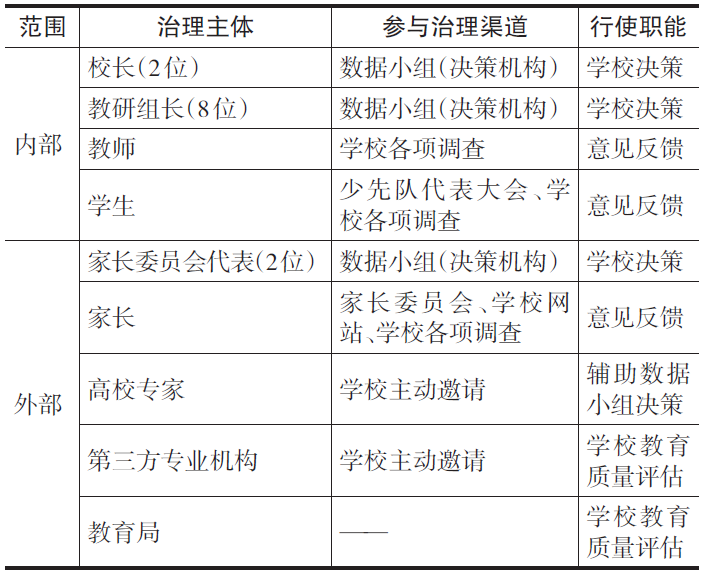 范围 治理主体 参与治理渠道 行使职能
内部
校长(2位) 数据小组(决策机构) 学校决策
教研组长(8位) 数据小组(决策机构) 学校决策
教师 学校各项调查 意见反馈
学生
少先队代表大会、学
校各项调查
意见反馈
外部
家长委员会代表(2位) 数据小组(决策机构) 学校决策
家长
家长委员会、学校网
站、学校各项调查
意见反馈
高校专家 学校主动邀请
辅助数据
小组决策
第三方专业机构 学校主动邀请
学校教育
质量评估
教育局 ——
学校教育
质量评估